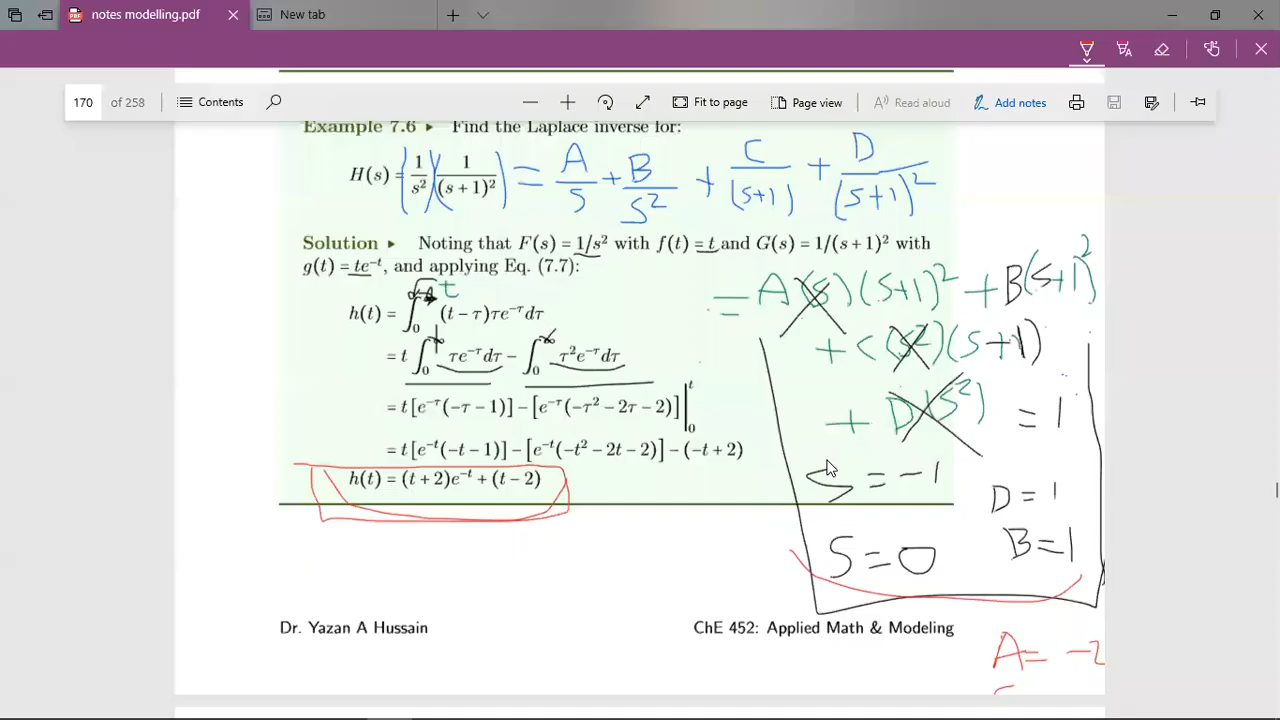 notes modelling.pdf
New tab
170 of 258
Contents
Fit to page
Page view
Read aloud
Add notes
Example 7.6 ▸ Find the Laplace inverse for:
H(s) = (1/s²)(1/(s + 1)²) = A/S + B/S² + C/(S+1) + D/(S+1)²
Solution ▸ Noting that F(s) = 1/s² with f(t) = t and G(s) = 1/(s + 1)² with
g(t) = te⁻ᵗ, and applying Eq. (7.7):
h(t) = ∫₀ᵗ (t − τ)τe^{−τ}dτ
= t ∫₀ᵗ τe^{−τ}dτ − ∫₀ᵗ τ²e^{−τ}dτ
= t[e^{−τ}(−τ − 1)] − [e^{−τ}(−τ² − 2τ − 2)]|₀ᵗ
= t[e^{−t}(−t − 1)] − [e^{−t}(−t² − 2t − 2)] − (−t + 2)
h(t) = (t + 2)e^{−t} + (t − 2)
= A(s)(S+1)² + B(S+1)²
+ C(S²)(S+1)
+ D(S²) = 1
S = −1
D = 1
S = 0
B = 1
Dr. Yazan A Hussain
ChE 452: Applied Math & Modeling
A = −2